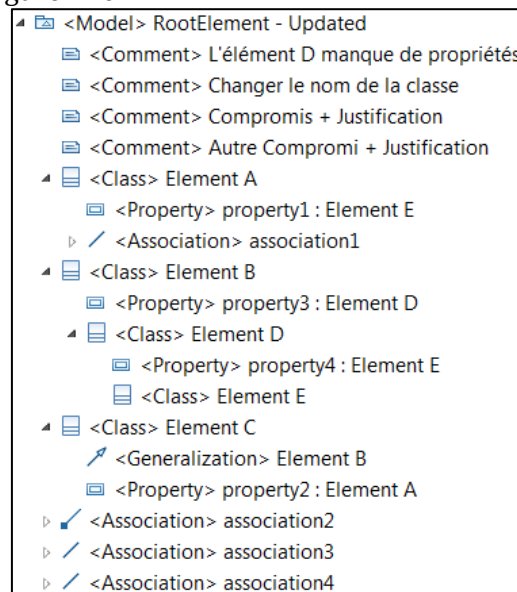 <Model> RootElement - Updated
<Comment> L'élément D manque de propriétés
<Comment> Changer le nom de la classe
<Comment> Compromis + Justification
<Comment> Autre Compromi + Justification
<Class> Element A
<Property> property1 : Element E
<Association> association1
<Class> Element B
<Property> property3 : Element D
<Class> Element D
<Property> property4 : Element E
<Class> Element E
<Class> Element C
<Generalization> Element B
<Property> property2 : Element A
<Association> association2
<Association> association3
<Association> association4